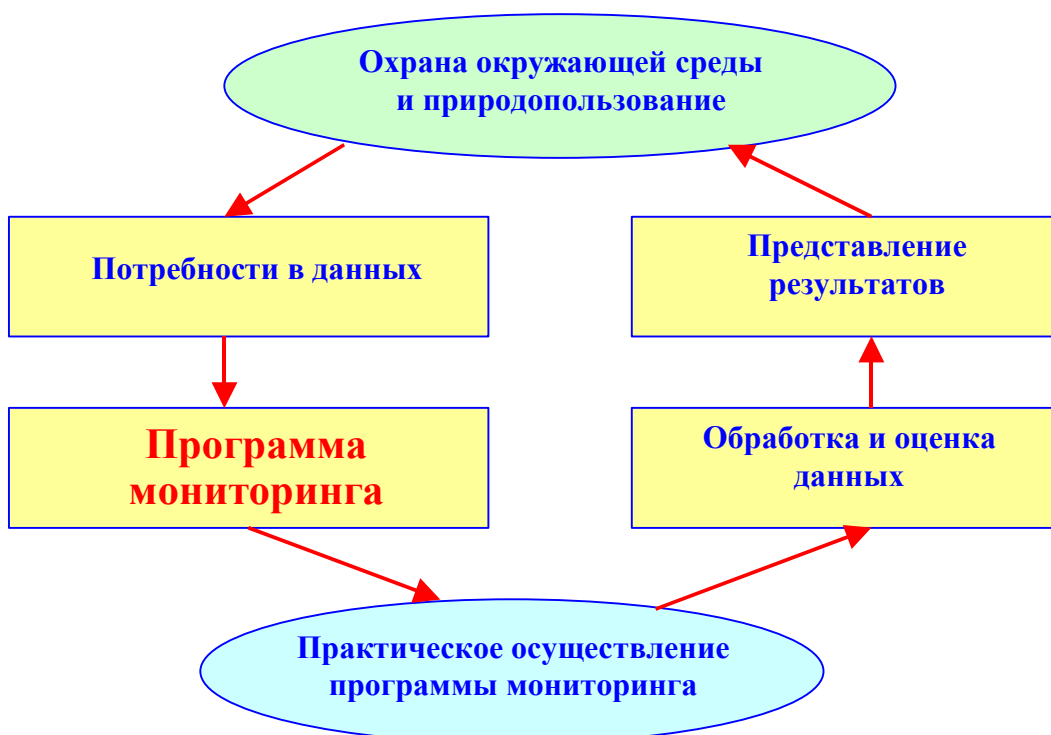 Охрана окружающей среды
и природопользование
Потребности в данных
Представление
результатов
Программа
мониторинга
Обработка и оценка
данных
Практическое осуществление
программы мониторинга